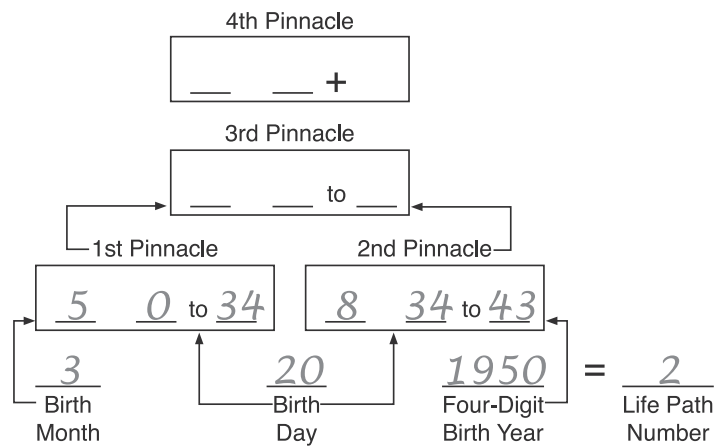 4th Pinnacle
+
3rd Pinnacle
to
1st Pinnacle 2nd Pinnacle
5 0 to 34 8 34 to 43
3 20 1950 = 2
Birth Birth Four-Digit Life Path
Month Day Birth Year Number